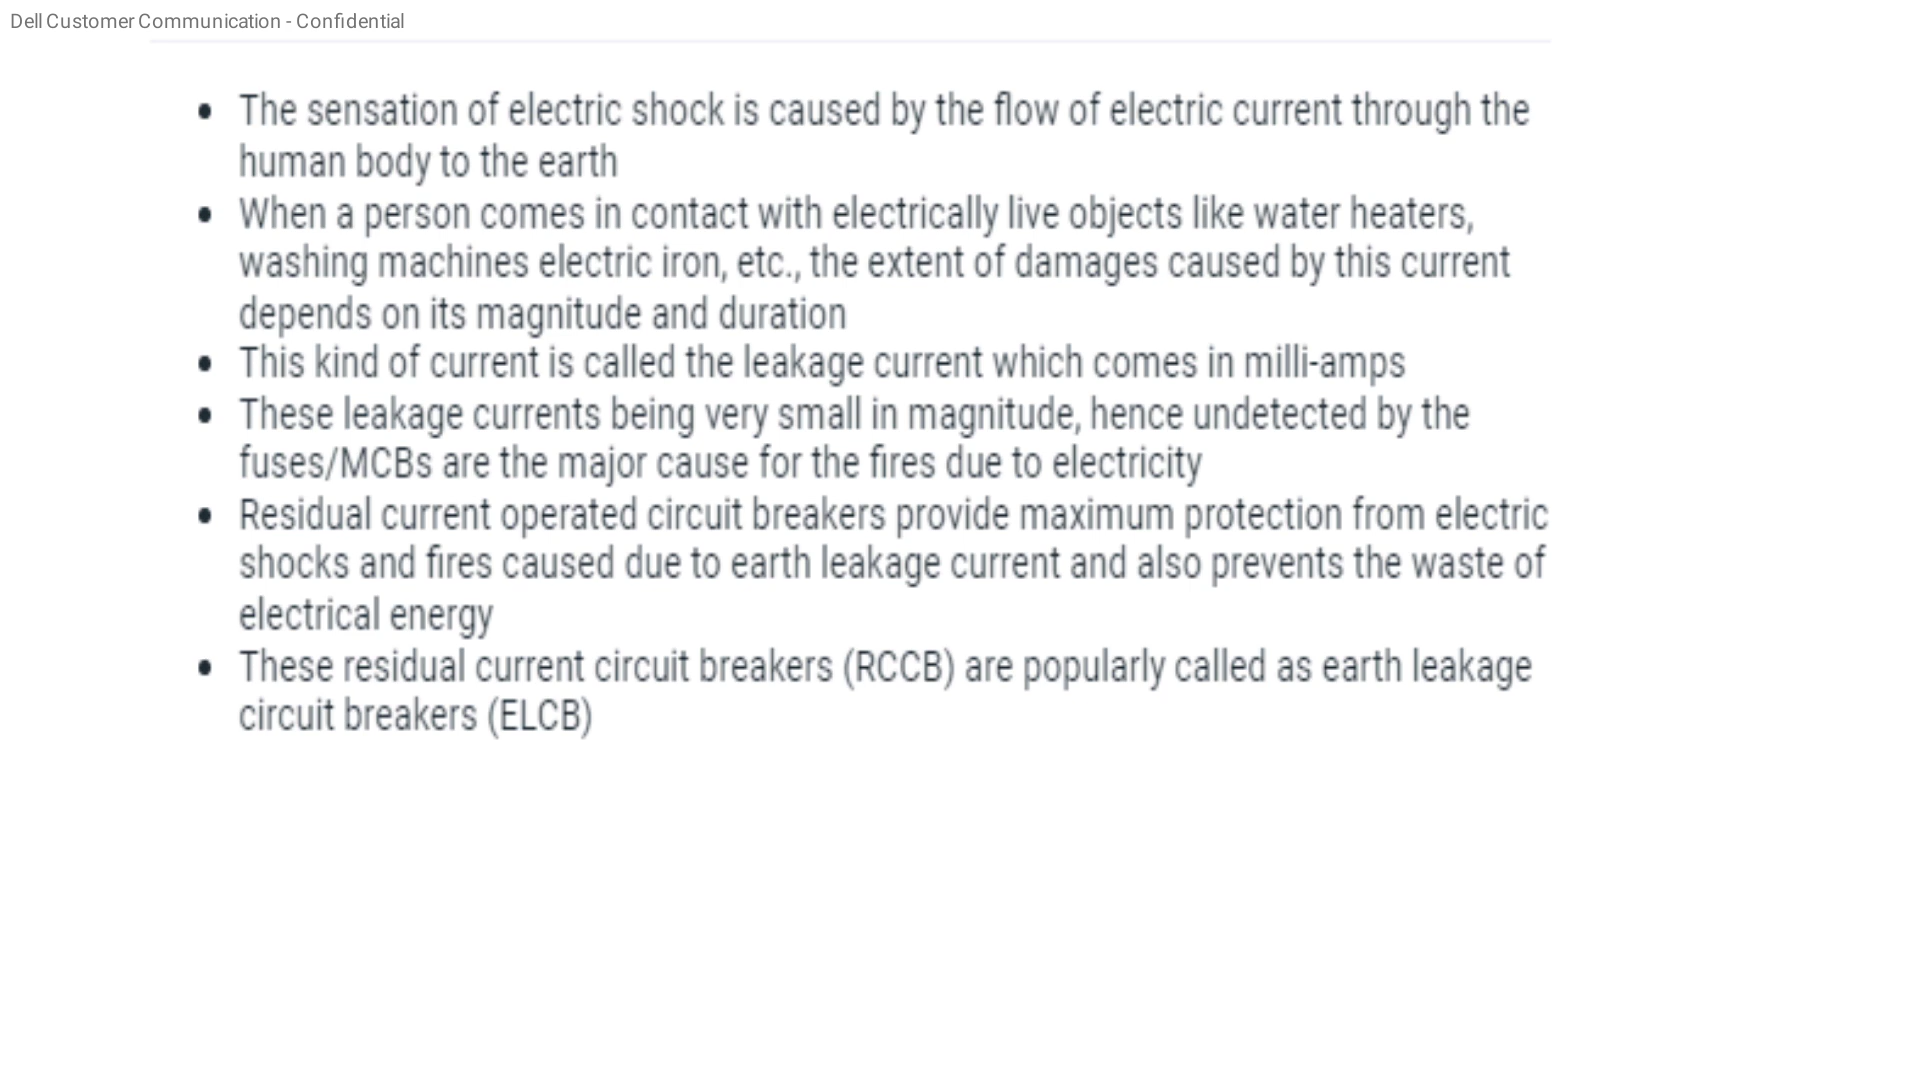 Dell Customer Communication - Confidential
• The sensation of electric shock is caused by the flow of electric current through the
human body to the earth
• When a person comes in contact with electrically live objects like water heaters,
washing machines electric iron, etc., the extent of damages caused by this current
depends on its magnitude and duration
• This kind of current is called the leakage current which comes in milli-amps
• These leakage currents being very small in magnitude, hence undetected by the
fuses/MCBs are the major cause for the fires due to electricity
• Residual current operated circuit breakers provide maximum protection from electric
shocks and fires caused due to earth leakage current and also prevents the waste of
electrical energy
• These residual current circuit breakers (RCCB) are popularly called as earth leakage
circuit breakers (ELCB)